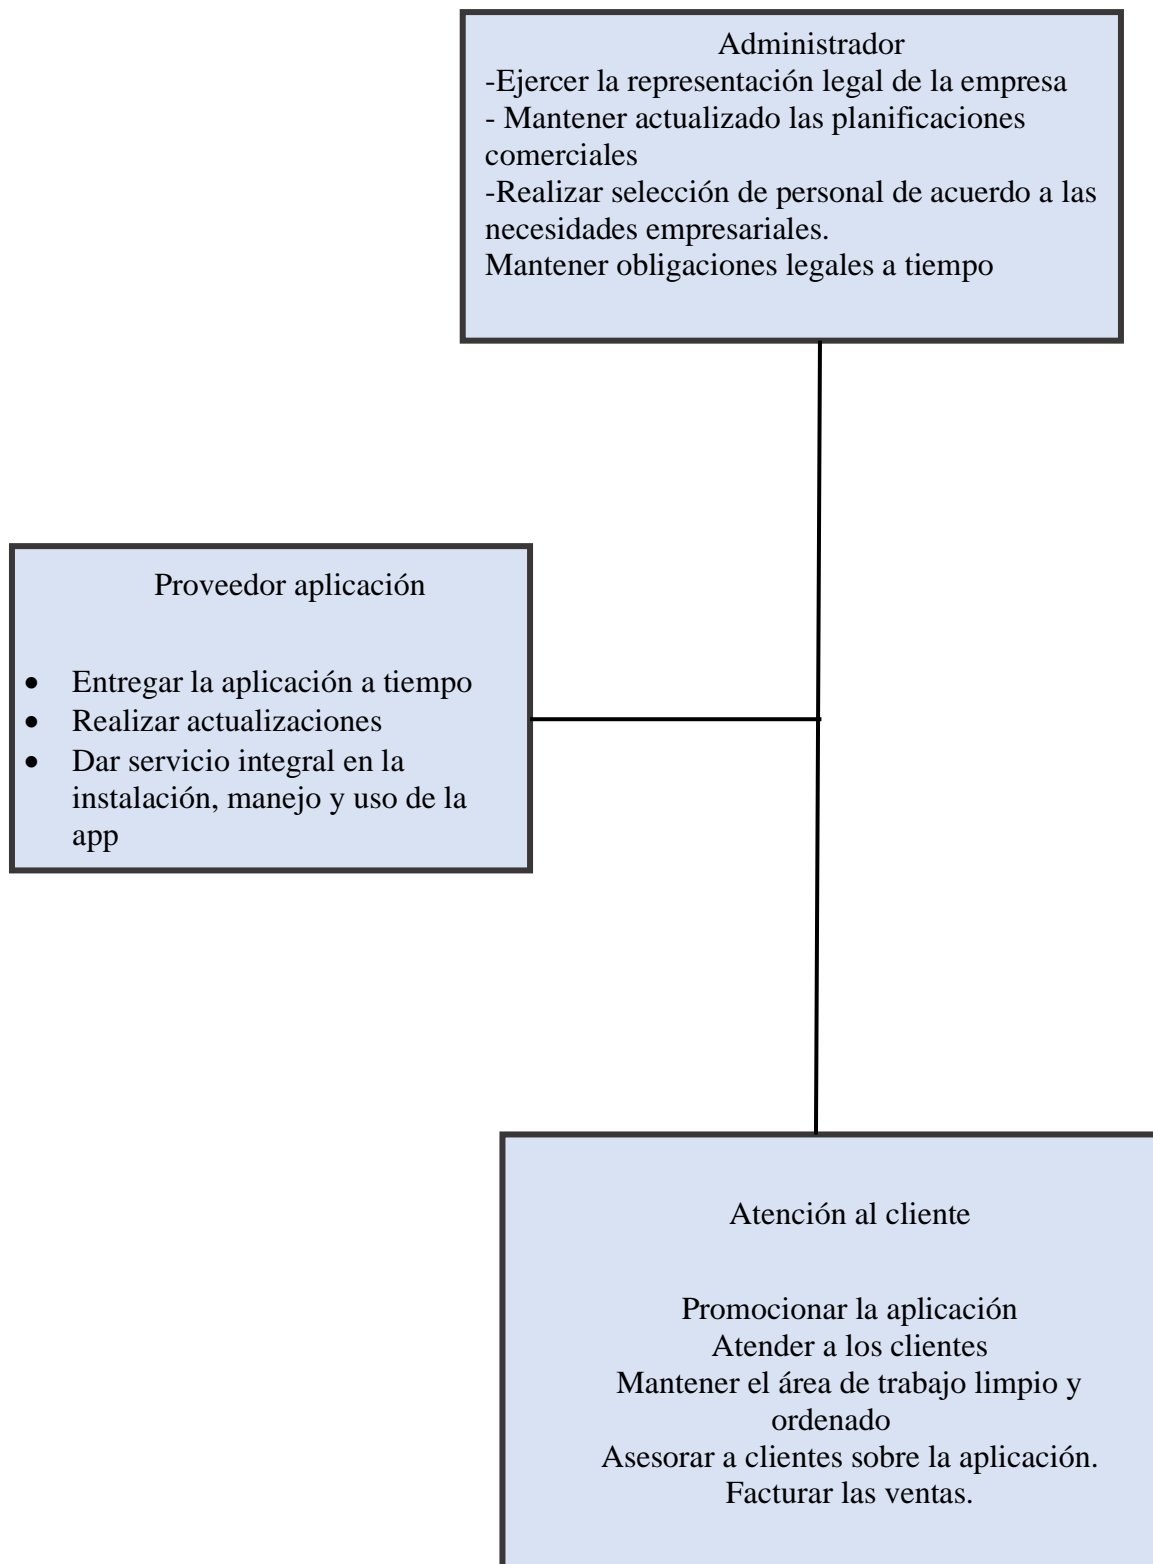 Administrador
-Ejercer la representación legal de la empresa
- Mantener actualizado las planificaciones
comerciales
-Realizar selección de personal de acuerdo a las
necesidades empresariales.
Mantener obligaciones legales a tiempo
Proveedor aplicación
• Entregar la aplicación a tiempo
• Realizar actualizaciones
• Dar servicio integral en la
instalación, manejo y uso de la
app
Atención al cliente
Promocionar la aplicación
Atender a los clientes
Mantener el área de trabajo limpio y
ordenado
Asesorar a clientes sobre la aplicación.
Facturar las ventas.